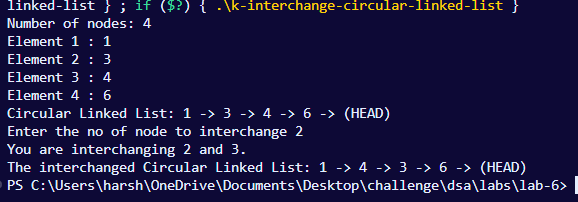 linked-list } ; if ($?) { .\k-interchange-circular-linked-list }
Number of nodes: 4
Element 1 : 1
Element 2 : 3
Element 3 : 4
Element 4 : 6
Circular Linked List: 1 -> 3 -> 4 -> 6 -> (HEAD)
Enter the no of node to interchange 2
You are interchanging 2 and 3.
The interchanged Circular Linked List: 1 -> 4 -> 3 -> 6 -> (HEAD)
PS C:\Users\harsh\OneDrive\Documents\Desktop\challenge\dsa\labs\lab-6>